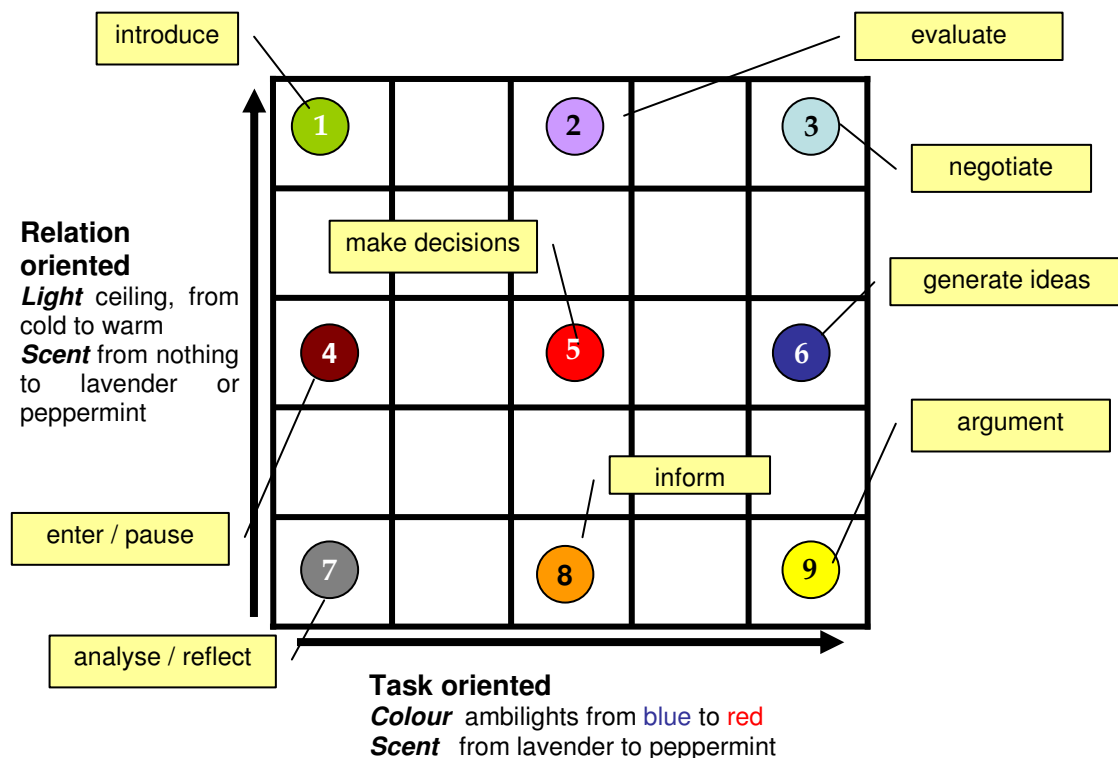 introduce
evaluate
1
2
3
negotiate
make decisions
Relation
oriented
Light ceiling, from
cold to warm
Scent from nothing
to lavender or
peppermint
generate ideas
4
5
6
argument
inform
enter / pause
7
8
9
analyse / reflect
Task oriented
Colour ambilights from blue to red
Scent from lavender to peppermint